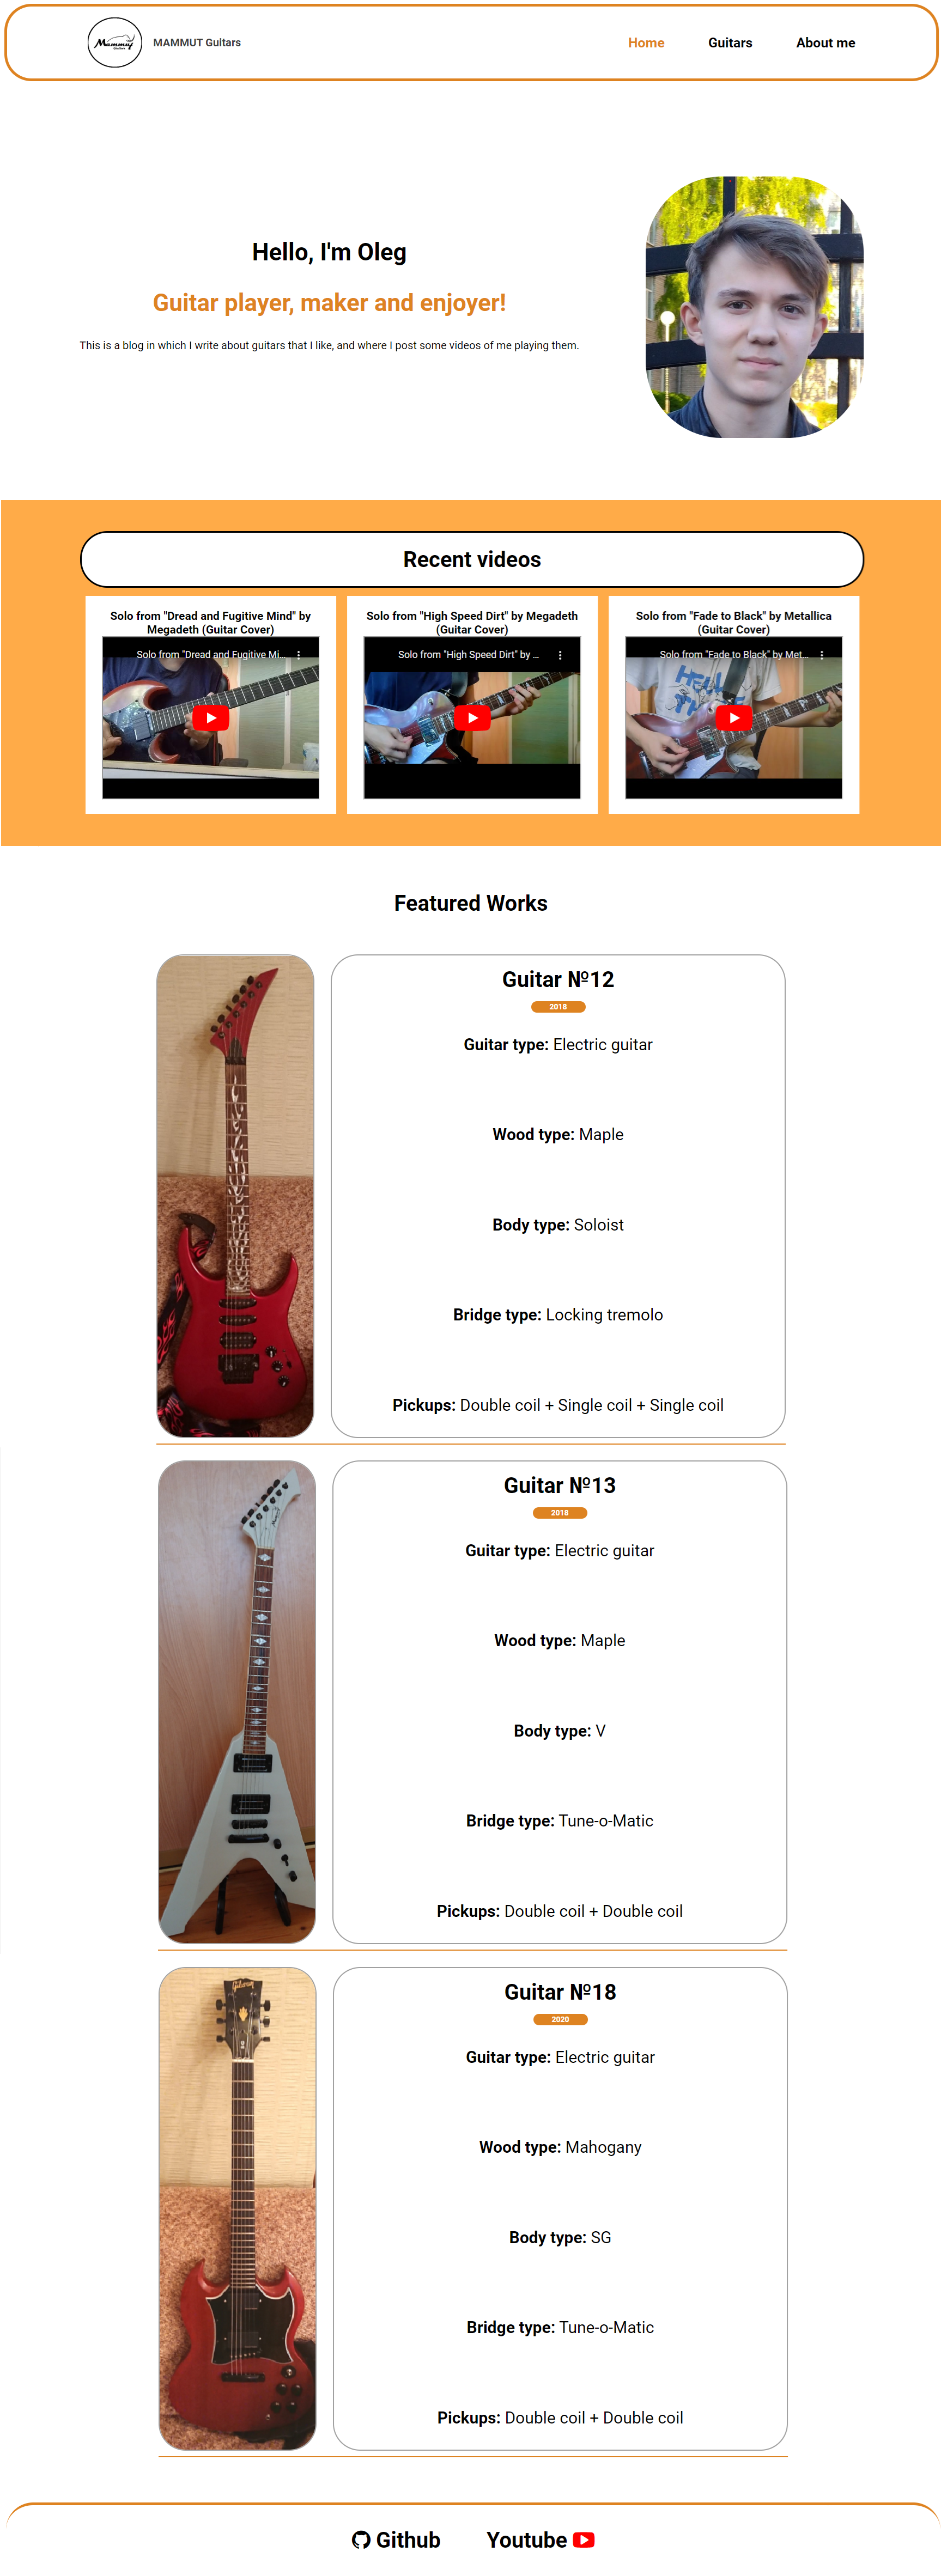 Mammut
Guitars
MAMMUT Guitars
Home
Guitars
About me
Hello, I'm Oleg
Guitar player, maker and enjoyer!
This is a blog in which I write about guitars that I like, and where I post some videos of me playing them.
Recent videos
Solo from "Dread and Fugitive Mind" by
Megadeth (Guitar Cover)
Solo from "Dread and Fugitive Mi...
Solo from "High Speed Dirt" by Megadeth
(Guitar Cover)
Solo from "High Speed Dirt" by ...
Solo from "Fade to Black" by Metallica
(Guitar Cover)
Solo from "Fade to Black" by Met...
Featured Works
Guitar №12
2018
Guitar type: Electric guitar
Wood type: Maple
Body type: Soloist
Bridge type: Locking tremolo
Pickups: Double coil + Single coil + Single coil
Mammut
Guitar №13
2018
Guitar type: Electric guitar
Wood type: Maple
Body type: V
Bridge type: Tune-o-Matic
Pickups: Double coil + Double coil
Guitar №18
2020
Guitar type: Electric guitar
Wood type: Mahogany
Body type: SG
Bridge type: Tune-o-Matic
Pickups: Double coil + Double coil
Github
Youtube